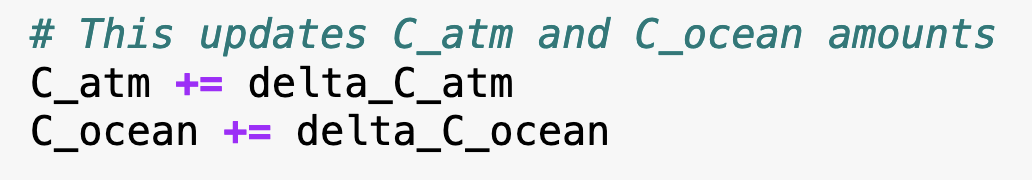 # This updates C_atm and C_ocean amounts
C_atm += delta_C_atm
C_ocean += delta_C_ocean